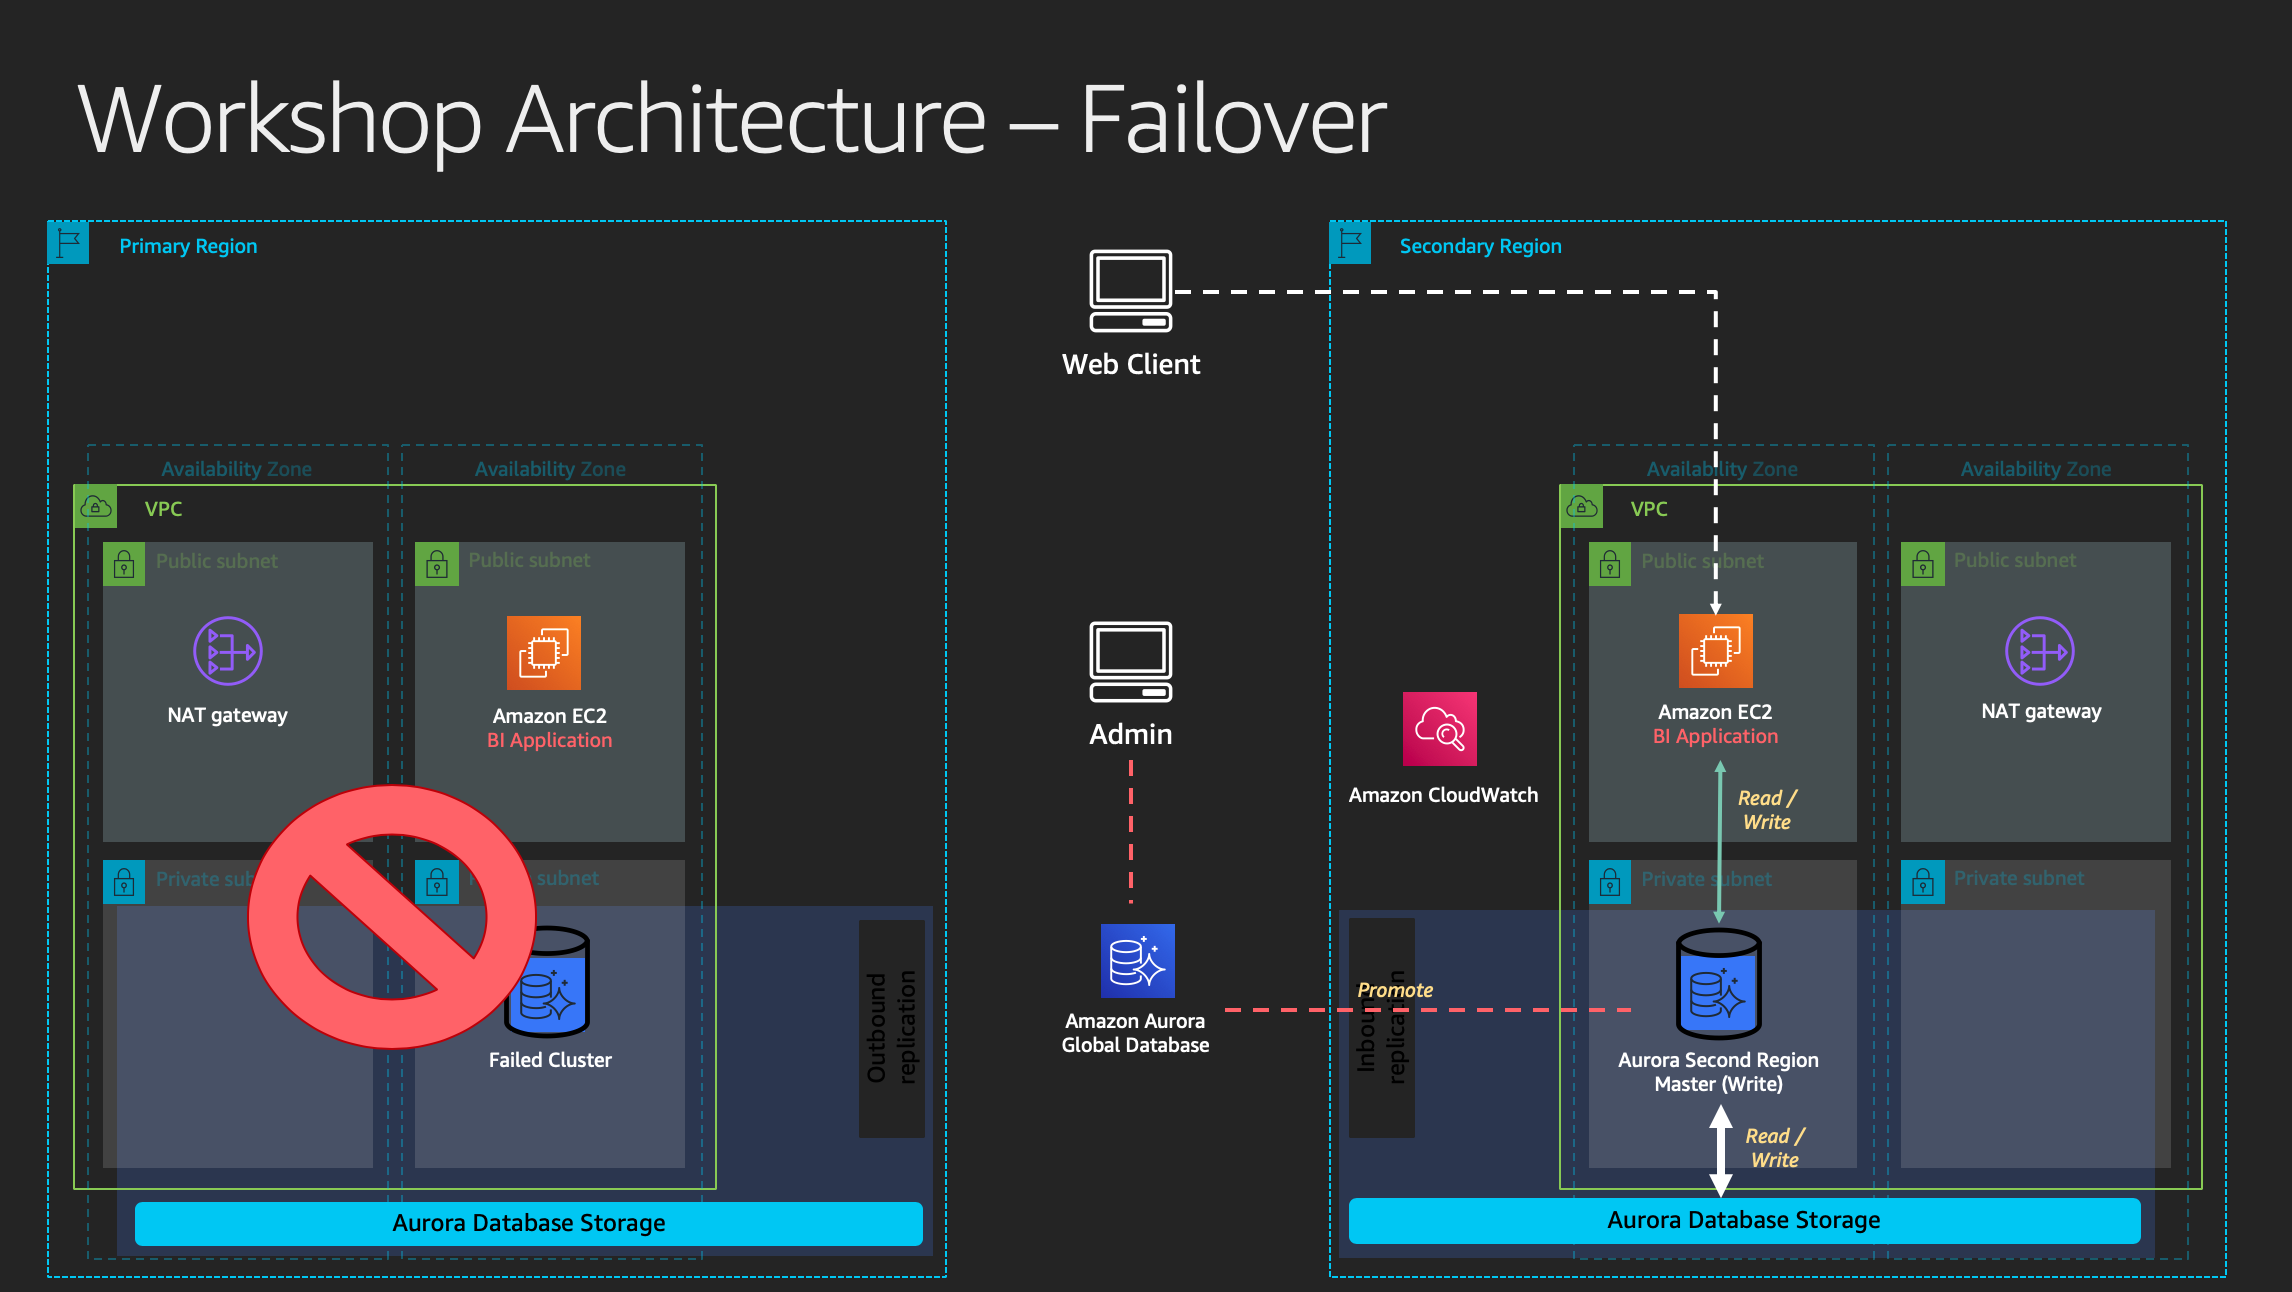 Workshop Architecture – Failover
Primary Region
Availability Zone
Availability Zone
VPC
Public subnet
Public subnet
NAT gateway
Amazon EC2
BI Application
Private
subnet
Failed Cluster
Outbound
replication
Aurora Database Storage
Web Client
Admin
Amazon Aurora
Global Database
Secondary Region
Amazon CloudWatch
Availability Zone
Availability Zone
VPC
Public subnet
Public subnet
Amazon EC2
BI Application
NAT gateway
Read /
Write
Private subnet
Private subnet
Promote
Inbound
replication
Aurora Second Region
Master (Write)
Read /
Write
Aurora Database Storage